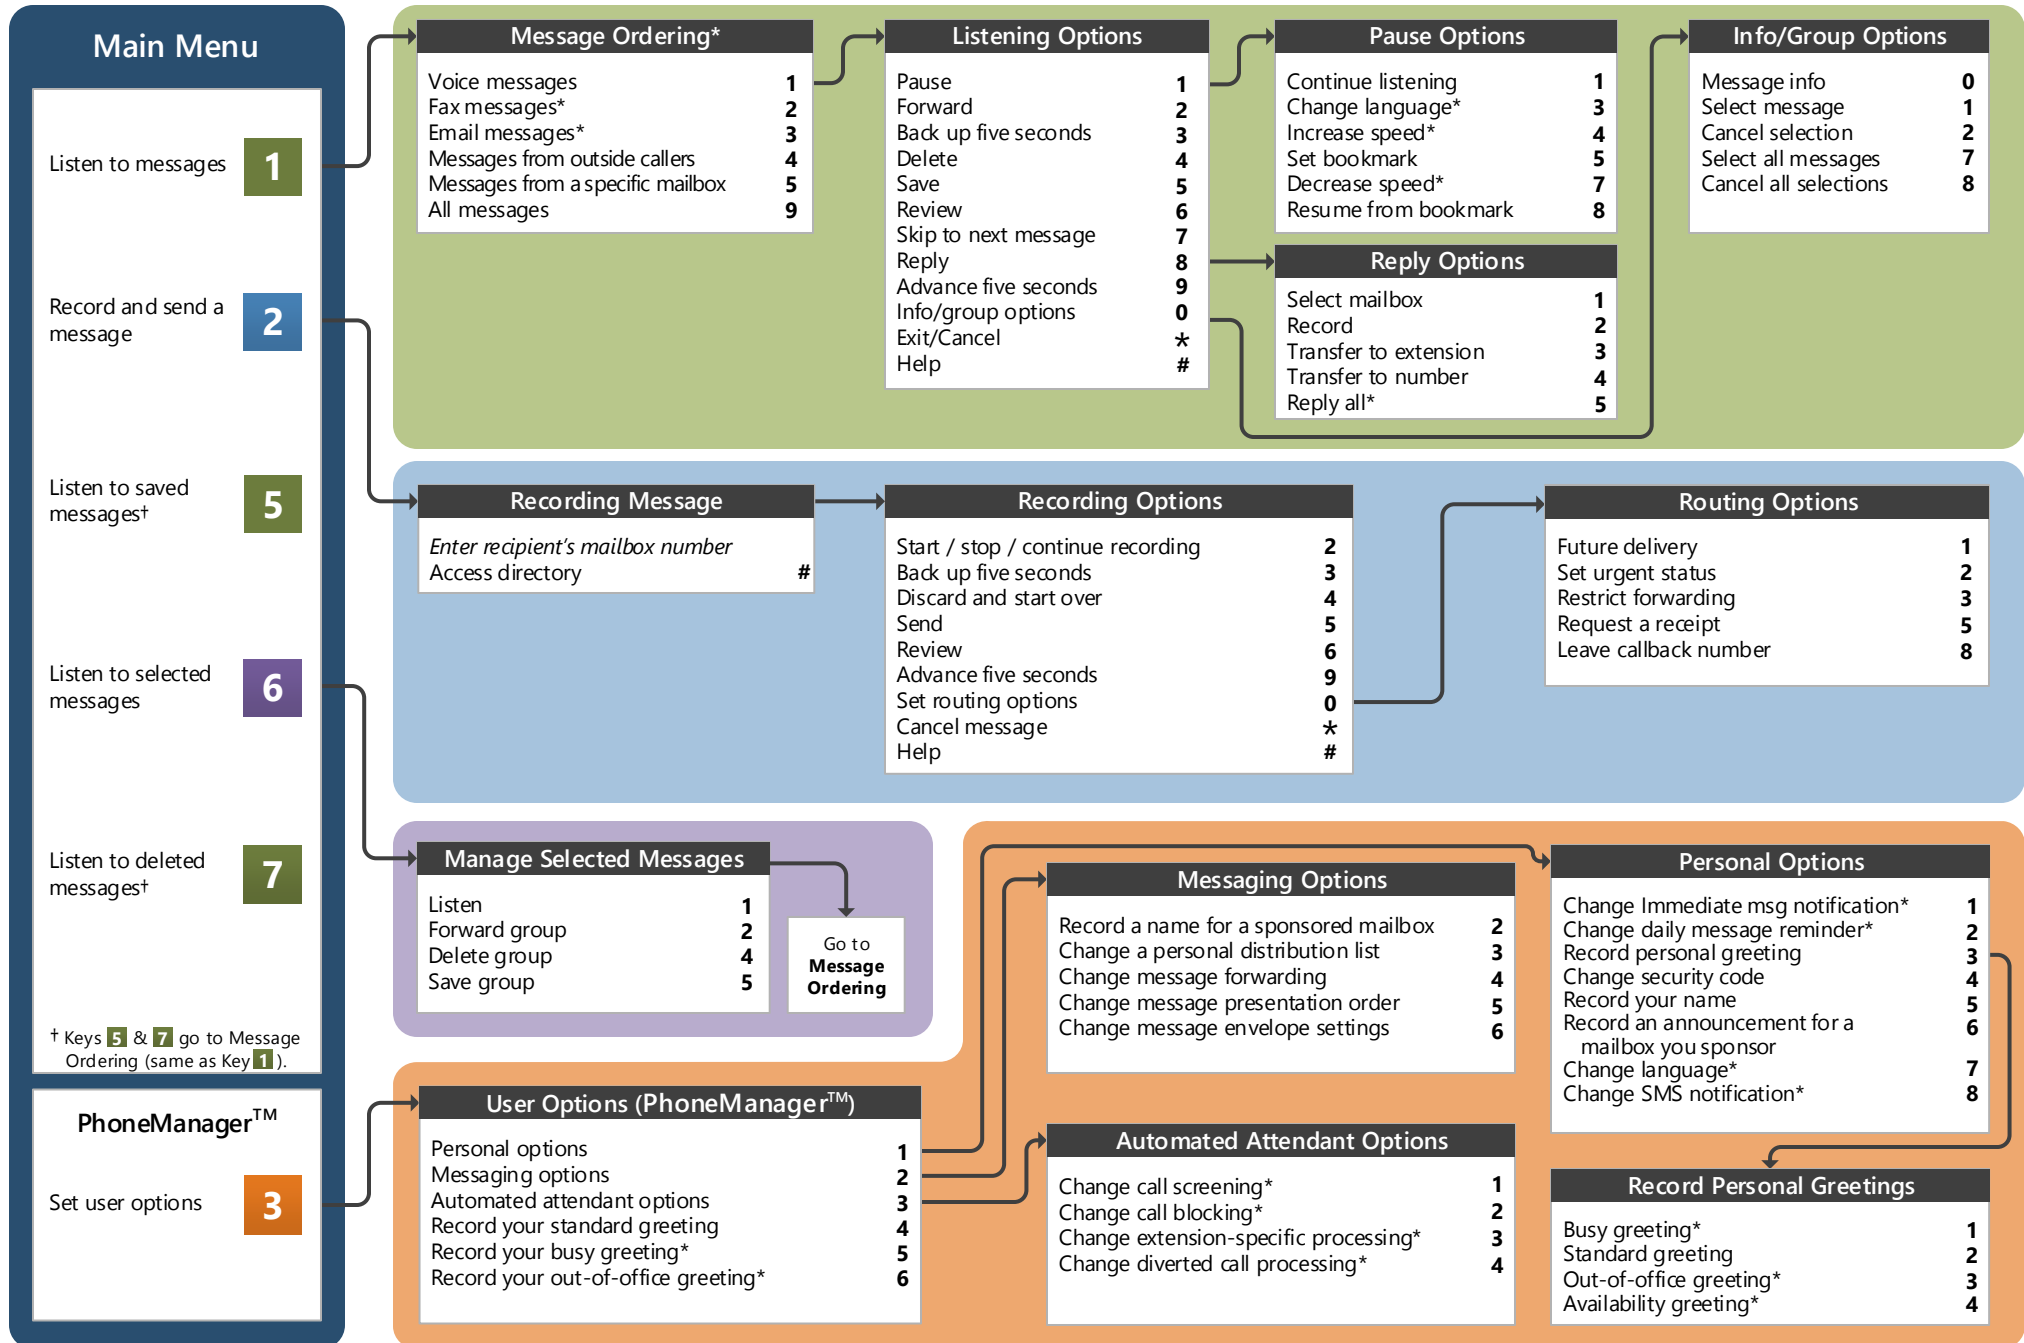 Main Menu
Listen to messages 1
Record and send a
message 2
Listen to saved
messages† 5
Listen to selected
messages 6
Listen to deleted
messages† 7
† Keys 5 & 7 go to Message
Ordering (same as Key 1 ).
PhoneManager™
Set user options 3
Message Ordering*
Voice messages 1
Fax messages* 2
Email messages* 3
Messages from outside callers 4
Messages from a specific mailbox 5
All messages 9
Listening Options
Pause 1
Forward 2
Back up five seconds 3
Delete 4
Save 5
Review 6
Skip to next message 7
Reply 8
Advance five seconds 9
Info/group options 0
Exit/Cancel *
Help #
Pause Options
Continue listening 1
Change language* 3
Increase speed* 4
Set bookmark 5
Decrease speed* 7
Resume from bookmark 8
Reply Options
Select mailbox 1
Record 2
Transfer to extension 3
Transfer to number 4
Reply all* 5
Info/Group Options
Message info 0
Select message 1
Cancel selection 2
Select all messages 7
Cancel all selections 8
Recording Message
Enter recipient's mailbox number
Access directory #
Recording Options
Start / stop / continue recording 2
Back up five seconds 3
Discard and start over 4
Send 5
Review 6
Advance five seconds 9
Set routing options 0
Cancel message *
Help #
Routing Options
Future delivery 1
Set urgent status 2
Restrict forwarding 3
Request a receipt 5
Leave callback number 8
Manage Selected Messages
Listen 1
Forward group 2
Delete group 4
Save group 5
Go to
Message
Ordering
User Options (PhoneManager™)
Personal options 1
Messaging options 2
Automated attendant options 3
Record your standard greeting 4
Record your busy greeting* 5
Record your out-of-office greeting* 6
Messaging Options
Record a name for a sponsored mailbox 2
Change a personal distribution list 3
Change message forwarding 4
Change message presentation order 5
Change message envelope settings 6
Automated Attendant Options
Change call screening* 1
Change call blocking* 2
Change extension-specific processing* 3
Change diverted call processing* 4
Personal Options
Change Immediate msg notification* 1
Change daily message reminder* 2
Record personal greeting 3
Change security code 4
Record your name 5
Record an announcement for a 6
mailbox you sponsor
Change language* 7
Change SMS notification* 8
Record Personal Greetings
Busy greeting* 1
Standard greeting 2
Out-of-office greeting* 3
Availability greeting* 4